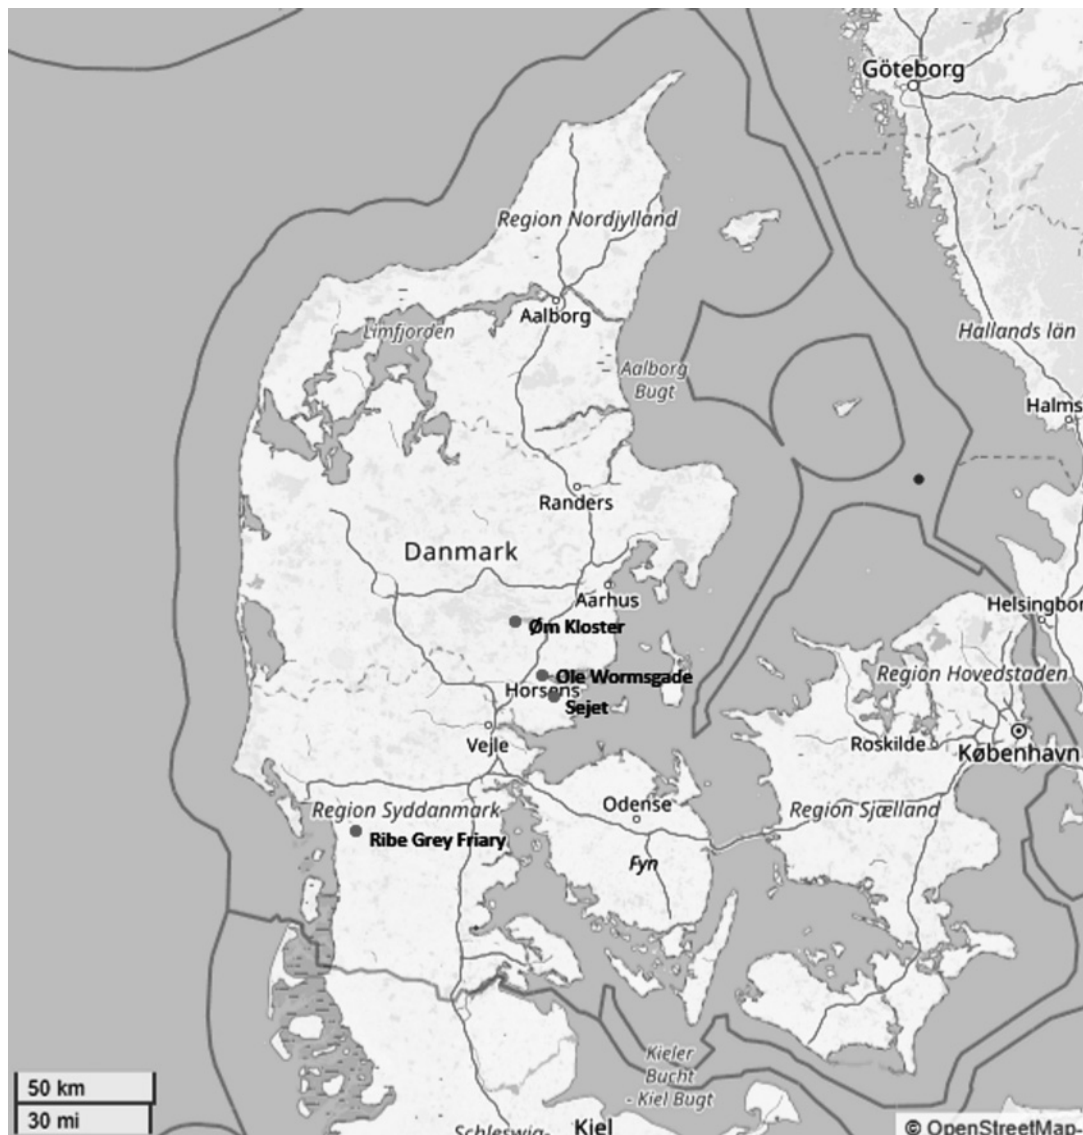 Göteborg
Region Nordjylland
Aalborg
Limfjorden
Hallands län
Aalborg
Bugt
Halms
Randers
Danmark
Aarhus
Helsingbor
Øm Kloster
Ole Wormsgade
Region Hovedstaden
Horsens
Sejet
Vejle
Roskilde
København
Odense
Region Syddanmark
Region Sjælland
Ribe Grey Friary
Fyn
Kieler
Bucht
- Kiel Bugt
50 km
30 mi
Schleswig-
Kiel
© OpenStreetMap-